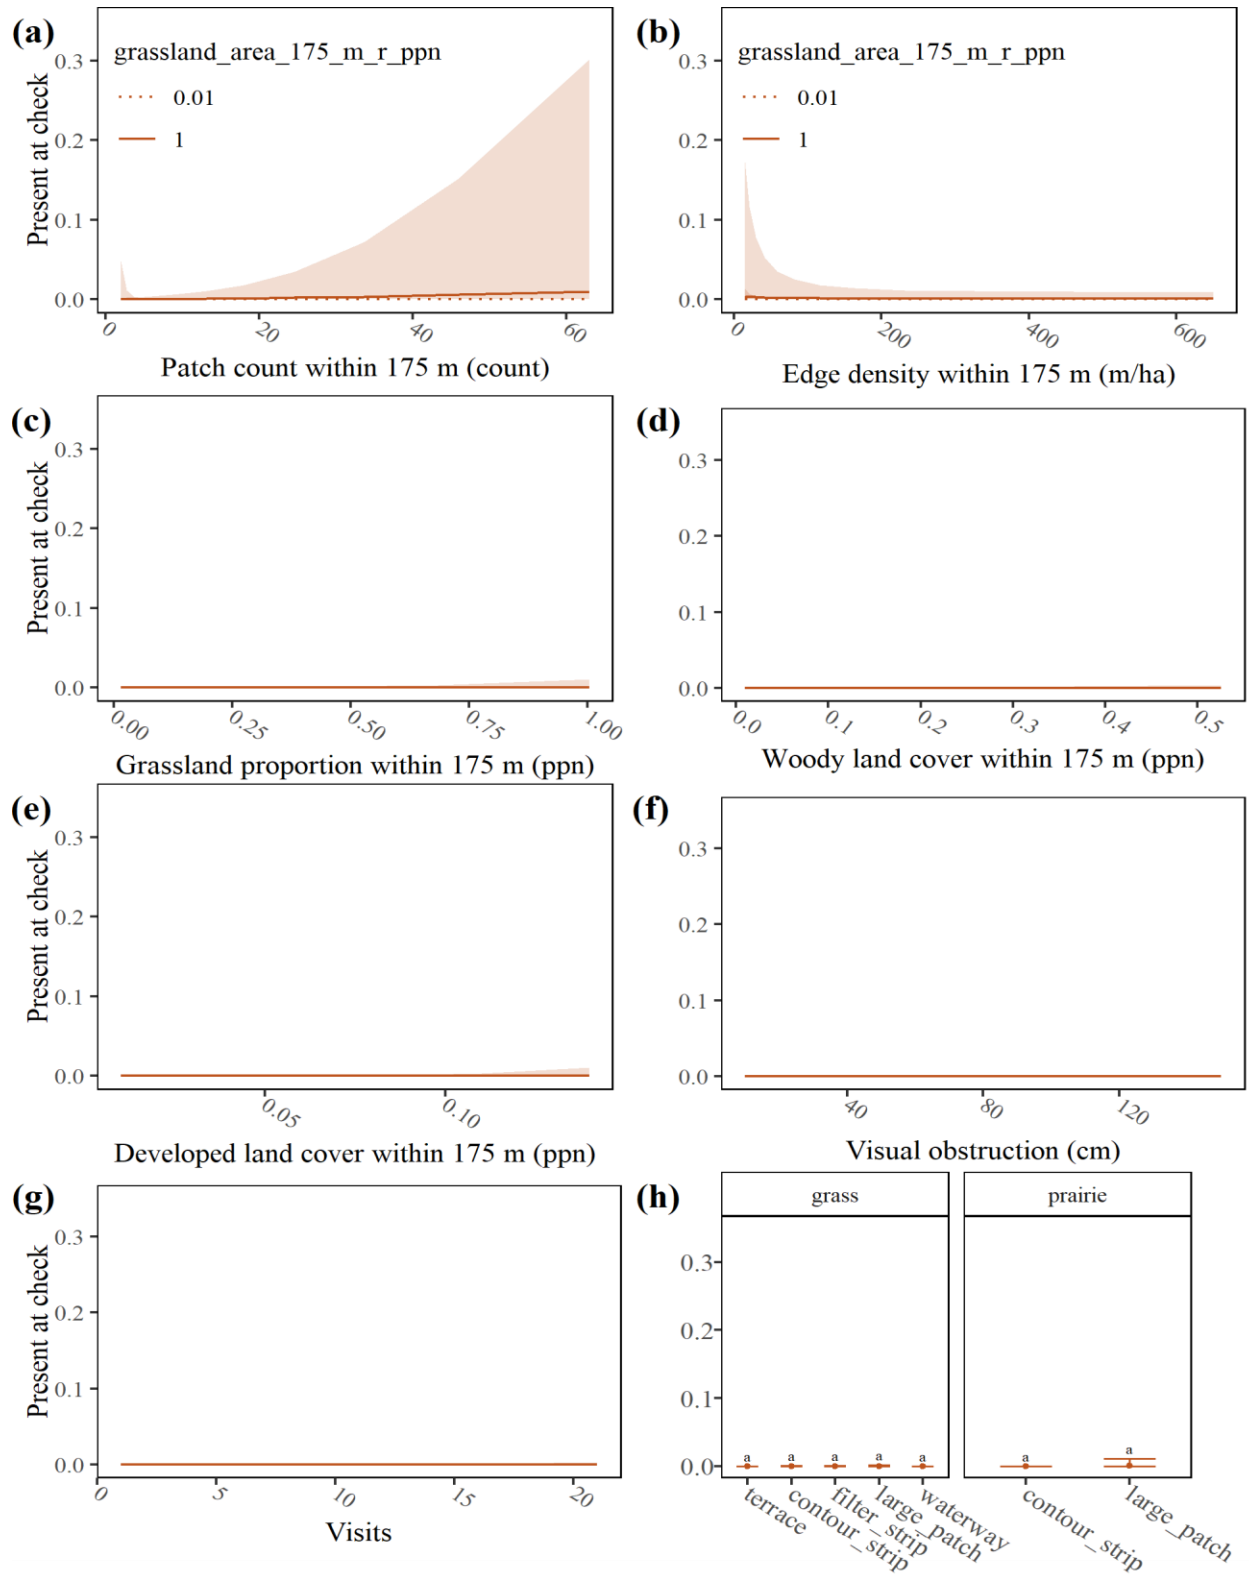 (a)
grassland_area_175_m_r_ppn
0.01
1
Present at check
0.3
0.2
0.1
0.0
0
20
40
60
Patch count within 175 m (count)
(b)
grassland_area_175_m_r_ppn
0.01
1
0.3
0.2
0.1
0.0
0
200
400
600
Edge density within 175 m (m/ha)
(c)
Present at check
0.3
0.2
0.1
0.0
0.00
0.25
0.50
0.75
1.00
Grassland proportion within 175 m (ppn)
(d)
0.3
0.2
0.1
0.0
0.0
0.1
0.2
0.3
0.4
0.5
Woody land cover within 175 m (ppn)
(e)
Present at check
0.3
0.2
0.1
0.0
0.05
0.10
Developed land cover within 175 m (ppn)
(f)
0.3
0.2
0.1
0.0
40
80
120
Visual obstruction (cm)
(g)
Present at check
0.3
0.2
0.1
0.0
0
5
10
15
20
Visits
(h)
grass
prairie
0.3
0.2
0.1
0.0
a
a
a
a
a
a
a
terrace
contour_strip
filter_strip
large_patch
waterway
contour_strip
large_patch